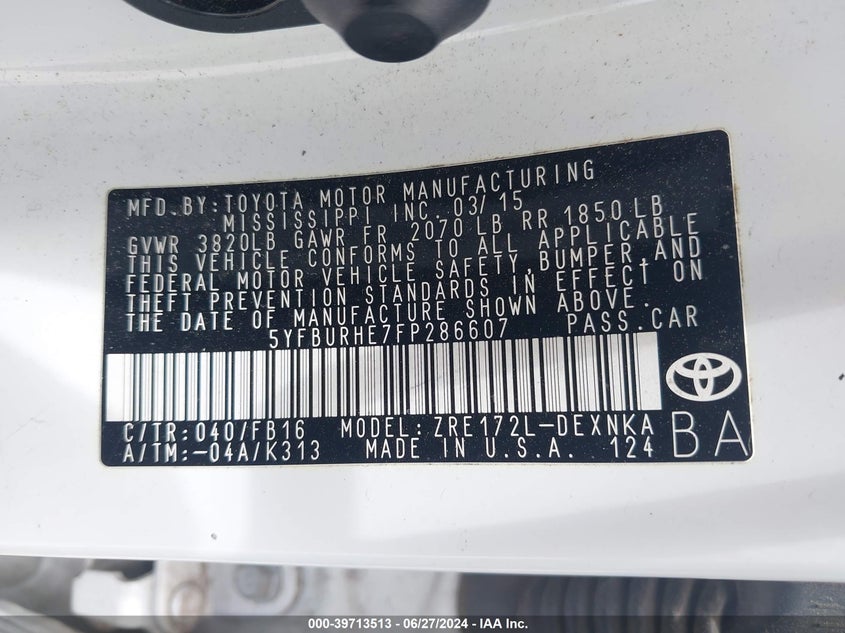 MFD. BY: TOYOTA MOTOR MANUFACTURING
MISSISSIPPI INC. 03/15
GVWR 3820LB GAWR FR 2070 LB RR 1850 LB
THIS VEHICLE CONFORMS TO ALL APPLICABLE
FEDERAL MOTOR VEHICLE SAFETY, BUMPER, AND
THEFT PREVENTION STANDARDS IN EFFECT ON
THE DATE OF MANUFACTURE SHOWN ABOVE.
5YFBURHE7FP286607 PASS. CAR
C/TR: 040/FB16 MODEL: ZRE172L-DEXNKA
A/TM: -04A/K313 MADE IN U.S.A. 124
BA
000-39713513 - 06/27/2024 - IAA Inc.